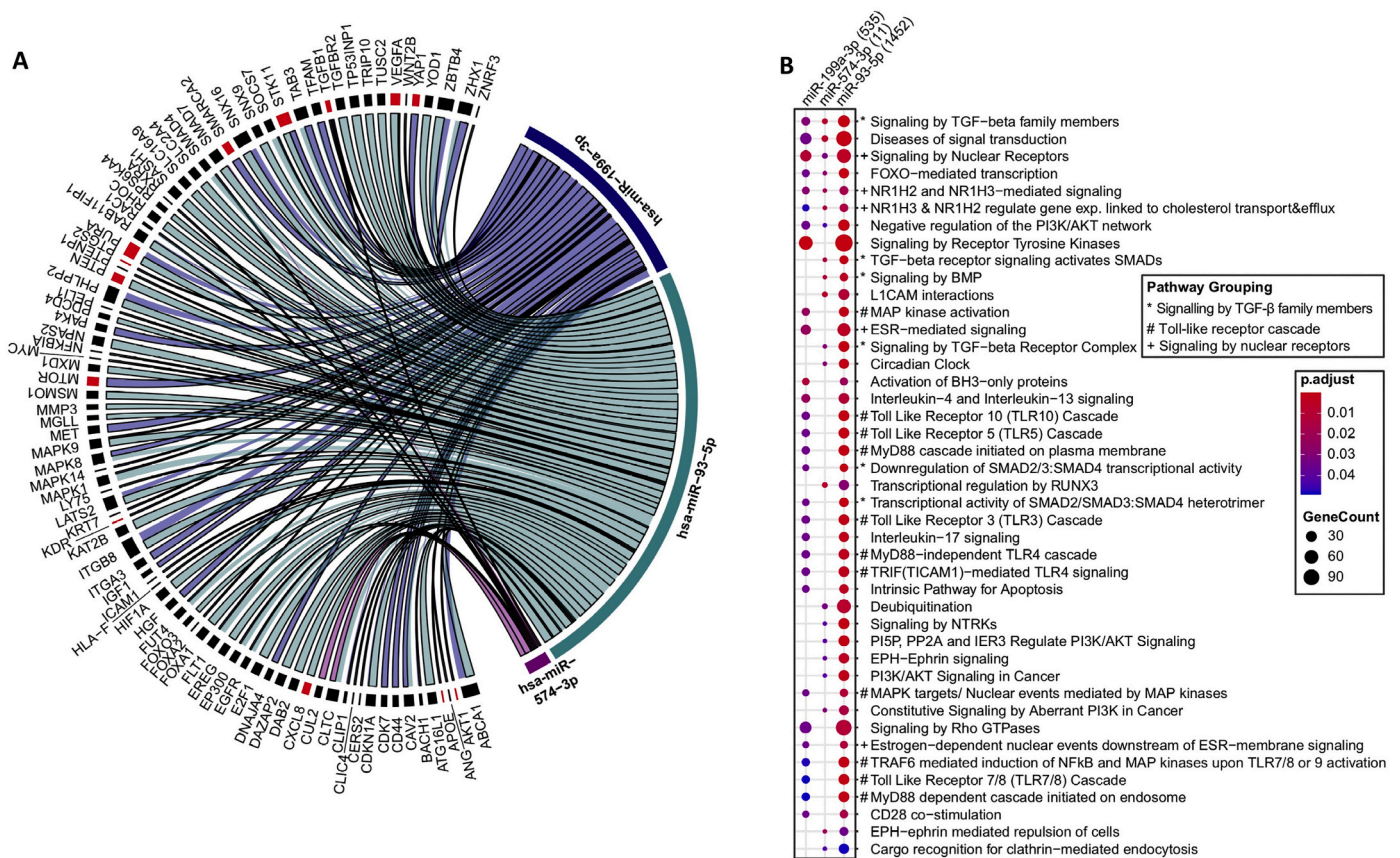 A
STK11
TAB3
TFAM
TGFB1
TGFBR2
TP53INP1
TRIP10
TUSC2
VEGFA
WNT2B
YAP1
YOD1
ZBTB4
ZHX1
ZNRF3
SOCS7
SNX9
SNX16
SMARCA2
SMAD7
SMAD4
SLC2A4
SLC16A9
SASH1
RPS6KA4
RHOC
RAC1
RAB11FIP1
PURA
PTGS2
PTENP1
PTEN
PHLPP2
PELI1
PDCD4
PAK4
NPAS2
NFKBIA
MYC
MXD1
MTOR
MSMO1
MMP3
MGLL
MET
MAPK9
MAPK8
MAPK14
MAPK1
LY75
LATS2
KRT7
KDR
KAT2B
ITGB8
ITGA3
IGF1
ICAM1
HLA-F
HIF1A
HGF
FUT4
FOXO3
FOXA2
FOXA1
FLT1
EREG
EP300
EGFR
E2F1
DNAJA4
DAZAP2
DAB2
CXCL8
CUL2
CLTC
CLIP1
CLIC4
CERS2
CDKN1A
CDK7
CD44
CAV2
BACH1
ATG16L1
APOE
ANG
AKT1
ABCA1
hsa-miR-199a-3p
hsa-miR-93-5p
hsa-miR-
574-3p
B
miR-199a-3p (535)
miR-574-3p (11)
miR-93-5p (1452)
* Signaling by TGF-beta family members
Diseases of signal transduction
+ Signaling by Nuclear Receptors
FOXO-mediated transcription
+ NR1H2 and NR1H3-mediated signaling
+ NR1H3 & NR1H2 regulate gene exp. linked to cholesterol transport&efflux
Negative regulation of the PI3K/AKT network
Signaling by Receptor Tyrosine Kinases
* TGF-beta receptor signaling activates SMADs
* Signaling by BMP
L1CAM interactions
# MAP kinase activation
+ ESR-mediated signaling
* Signaling by TGF-beta Receptor Complex
Circadian Clock
Activation of BH3-only proteins
Interleukin-4 and Interleukin-13 signaling
# Toll Like Receptor 10 (TLR10) Cascade
# Toll Like Receptor 5 (TLR5) Cascade
# MyD88 cascade initiated on plasma membrane
* Downregulation of SMAD2/3:SMAD4 transcriptional activity
Transcriptional regulation by RUNX3
* Transcriptional activity of SMAD2/SMAD3:SMAD4 heterotrimer
# Toll Like Receptor 3 (TLR3) Cascade
Interleukin-17 signaling
# MyD88-independent TLR4 cascade
# TRIF(TICAM1)-mediated TLR4 signaling
Intrinsic Pathway for Apoptosis
Deubiquitination
Signaling by NTRKs
PI5P, PP2A and IER3 Regulate PI3K/AKT Signaling
EPH-Ephrin signaling
PI3K/AKT Signaling in Cancer
# MAPK targets/ Nuclear events mediated by MAP kinases
Constitutive Signaling by Aberrant PI3K in Cancer
Signaling by Rho GTPases
+ Estrogen-dependent nuclear events downstream of ESR-membrane signaling
# TRAF6 mediated induction of NFkB and MAP kinases upon TLR7/8 or 9 activation
# Toll Like Receptor 7/8 (TLR7/8) Cascade
# MyD88 dependent cascade initiated on endosome
CD28 co-stimulation
EPH-ephrin mediated repulsion of cells
Cargo recognition for clathrin-mediated endocytosis
Pathway Grouping
* Signalling by TGF-β family members
# Toll-like receptor cascade
+ Signaling by nuclear receptors
p.adjust
0.01
0.02
0.03
0.04
GeneCount
30
60
90